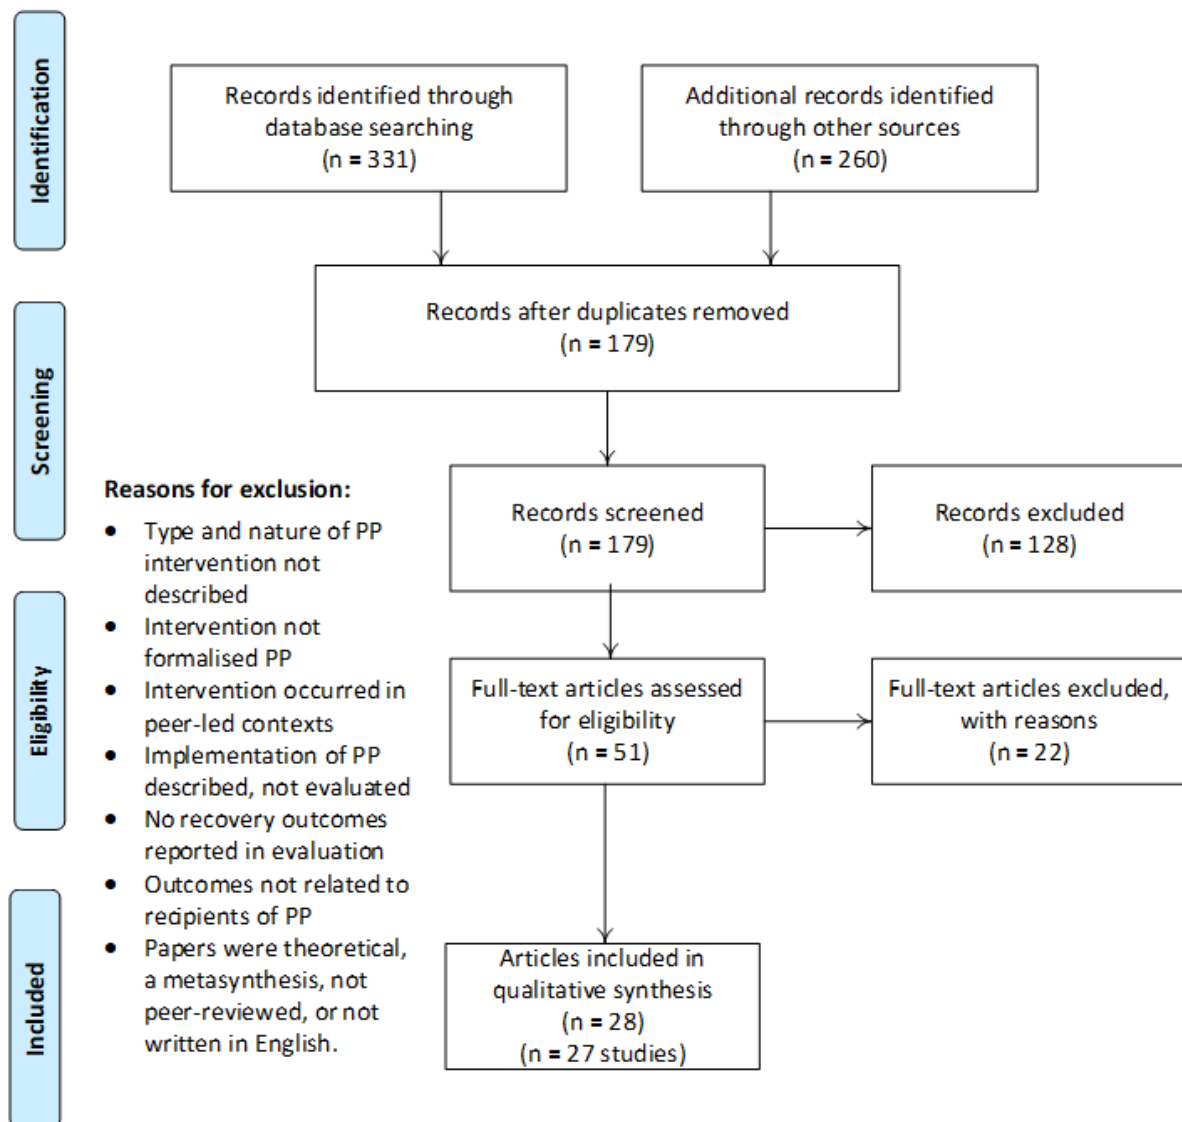 Identification
Records identified through
database searching
(n = 331)
Additional records identified
through other sources
(n = 260)
Records after duplicates removed
(n = 179)
Screening
Records screened
(n = 179)
Records excluded
(n = 128)
Reasons for exclusion:
• Type and nature of PP
intervention not
described
• Intervention not
formalised PP
• Intervention occurred in
peer-led contexts
• Implementation of PP
described, not evaluated
• No recovery outcomes
reported in evaluation
• Outcomes not related to
recipients of PP
• Papers were theoretical,
a metasynthesis, not
peer-reviewed, or not
written in English.
Eligibility
Full-text articles assessed
for eligibility
(n = 51)
Full-text articles excluded,
with reasons
(n = 22)
Included
Articles included in
qualitative synthesis
(n = 28)
(n = 27 studies)